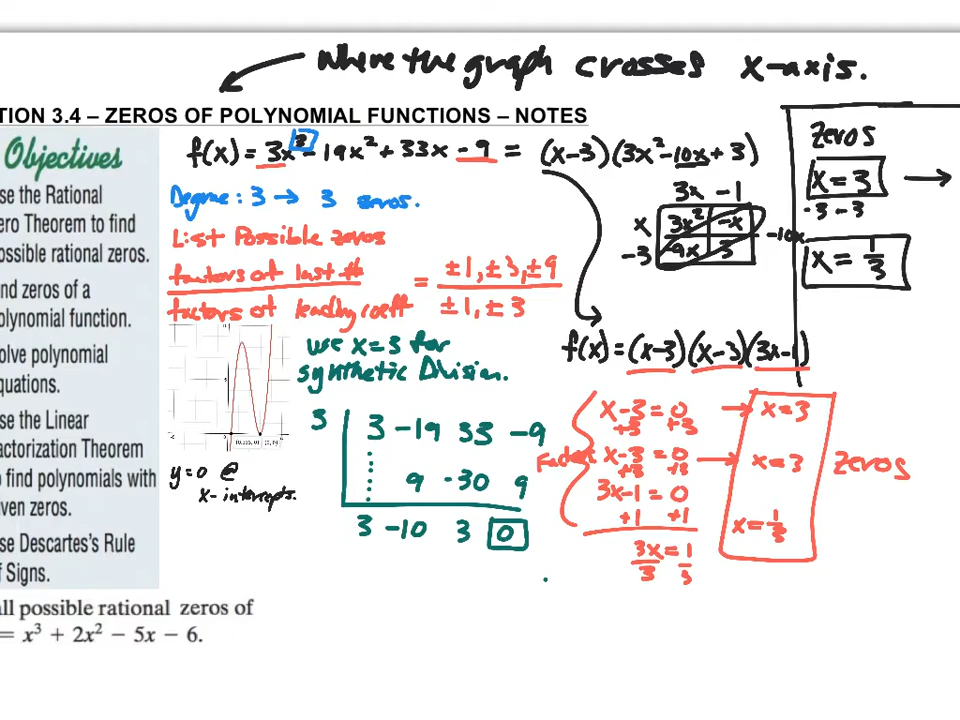 where the graph crosses x-axis.
TION 3.4 – ZEROS OF POLYNOMIAL FUNCTIONS – NOTES
Objectives
se the Rational
ero Theorem to find
ossible rational zeros.
nd zeros of a
olynomial function.
olve polynomial
quations.
se the Linear
actorization Theorem
o find polynomials with
iven zeros.
se Descartes's Rule
f Signs.
all possible rational zeros of
= x³ + 2x² − 5x − 6.
f(x) = 3x³ - 19x² + 33x - 9 = (x-3)(3x² - 10x + 3)
Degree: 3 → 3 zeros.
List Possible zeros
factors of last #
factors of leading coeff
= ±1, ±3, ±9
±1, ±3
use x=3 for
synthetic Division.
y=0 @
x-intercepts.
3 3 -19 33 -9
9 -30 9
3 -10 3 0
3x -1
x 3x² -x
-3 9x 3
-10x
f(x) = (x-3)(x-3)(3x-1)
x-3=0 → x=3
+3 +3
x-3=0 → x=3
+3 +3
3x-1=0
+1 +1
x=1/3
3x = 1
3 3
zeros
zeros
x=3 →
-3 -3
x=1/3